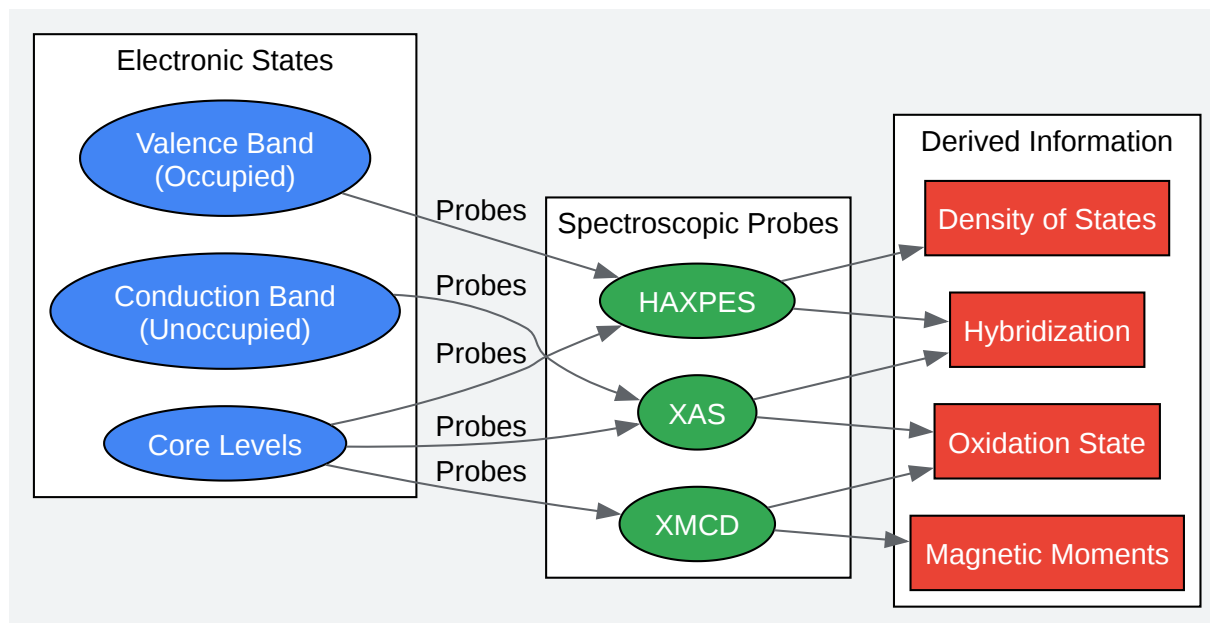 Electronic States
Valence Band
(Occupied)
Conduction Band
(Unoccupied)
Core Levels
Probes
Probes
Probes
Probes
Probes
Spectroscopic Probes
HAXPES
XAS
XMCD
Derived Information
Density of States
Hybridization
Oxidation State
Magnetic Moments